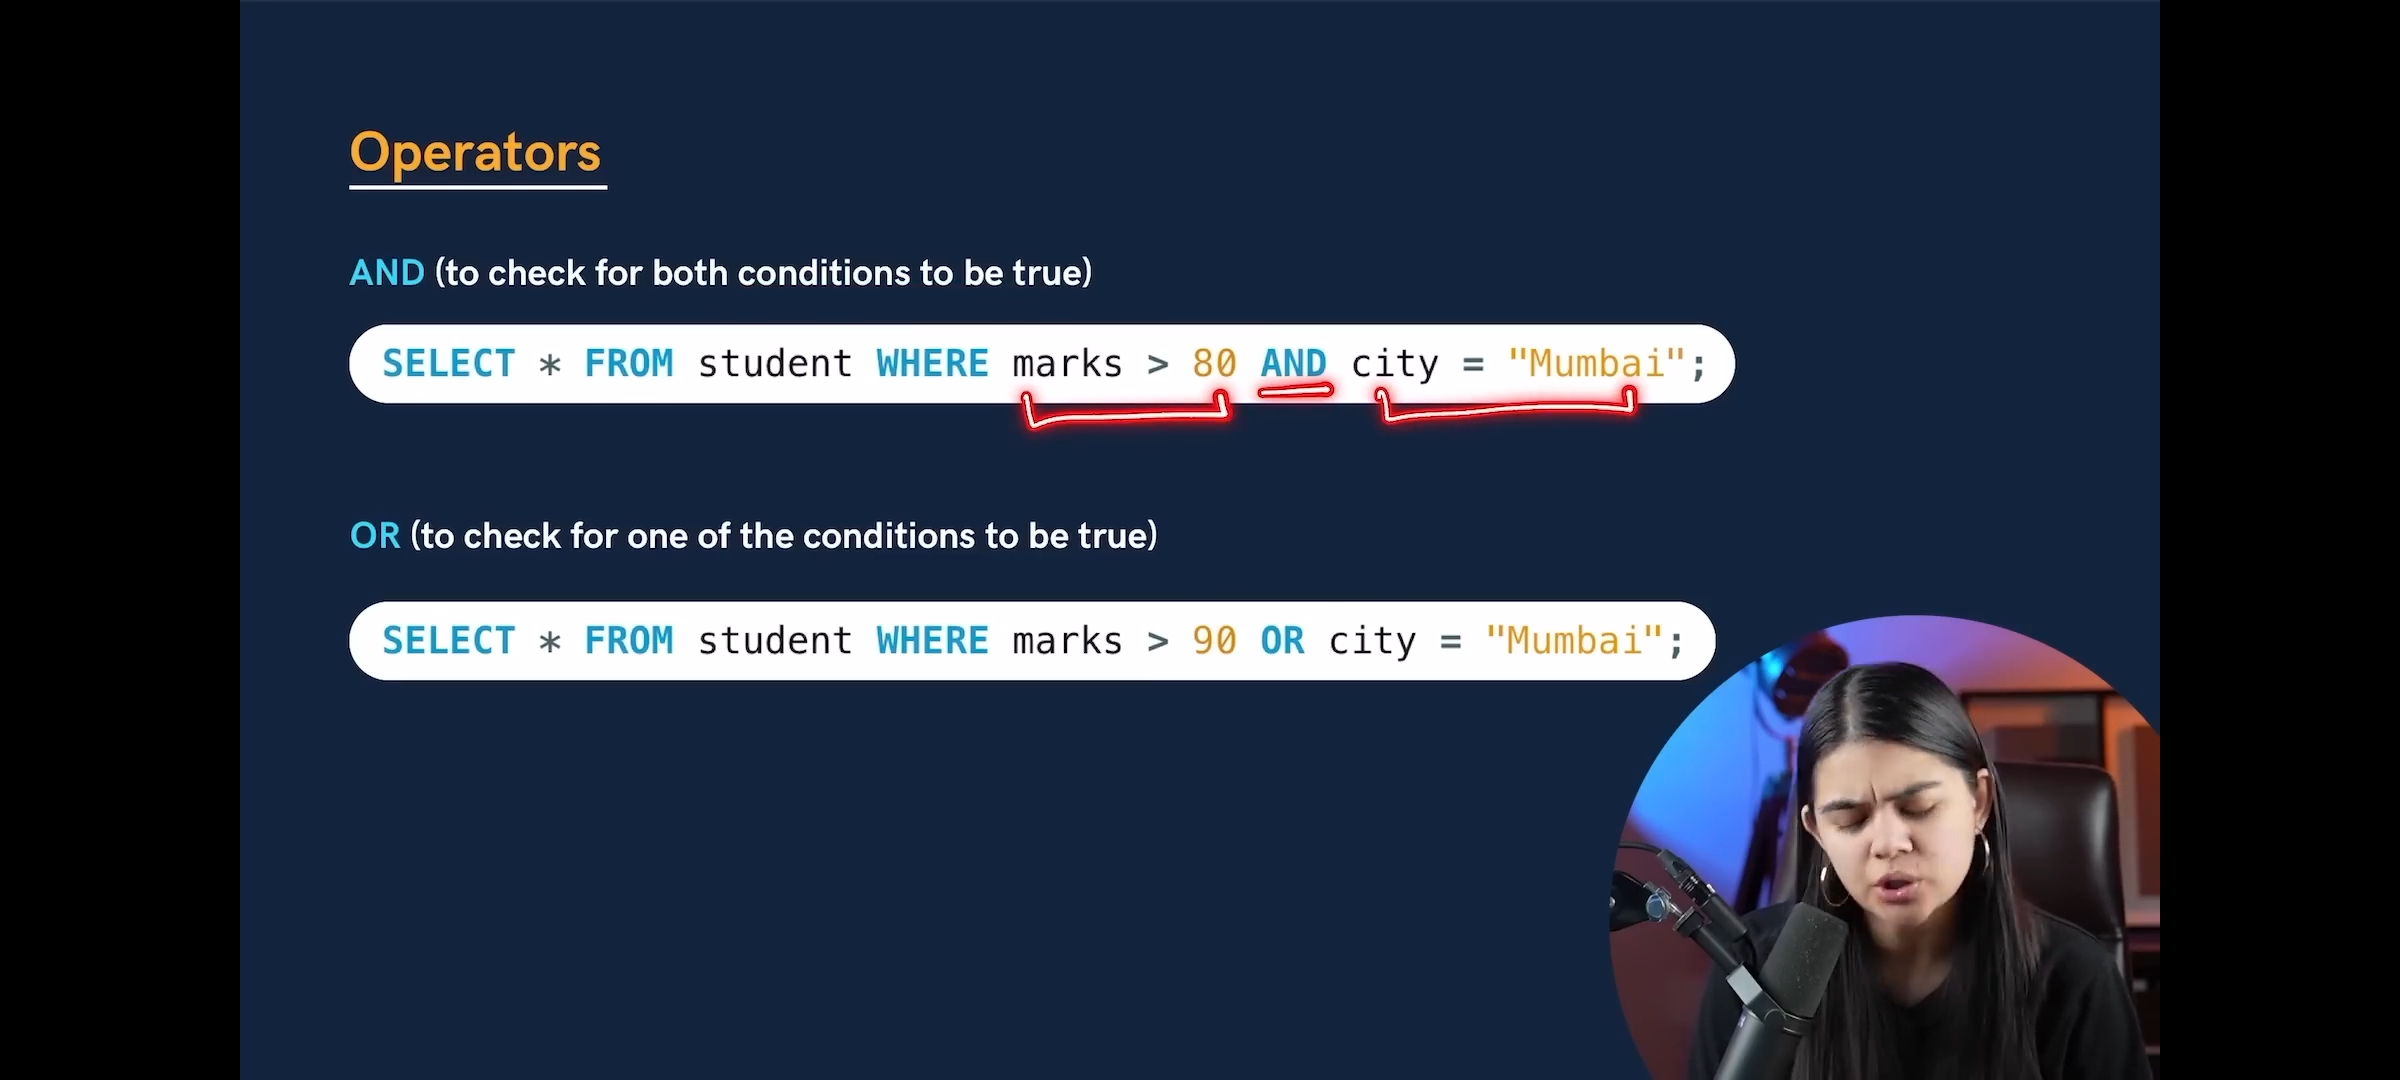 Operators
AND (to check for both conditions to be true)
SELECT * FROM student WHERE marks > 80 AND city = "Mumbai";
OR (to check for one of the conditions to be true)
SELECT * FROM student WHERE marks > 90 OR city = "Mumbai";